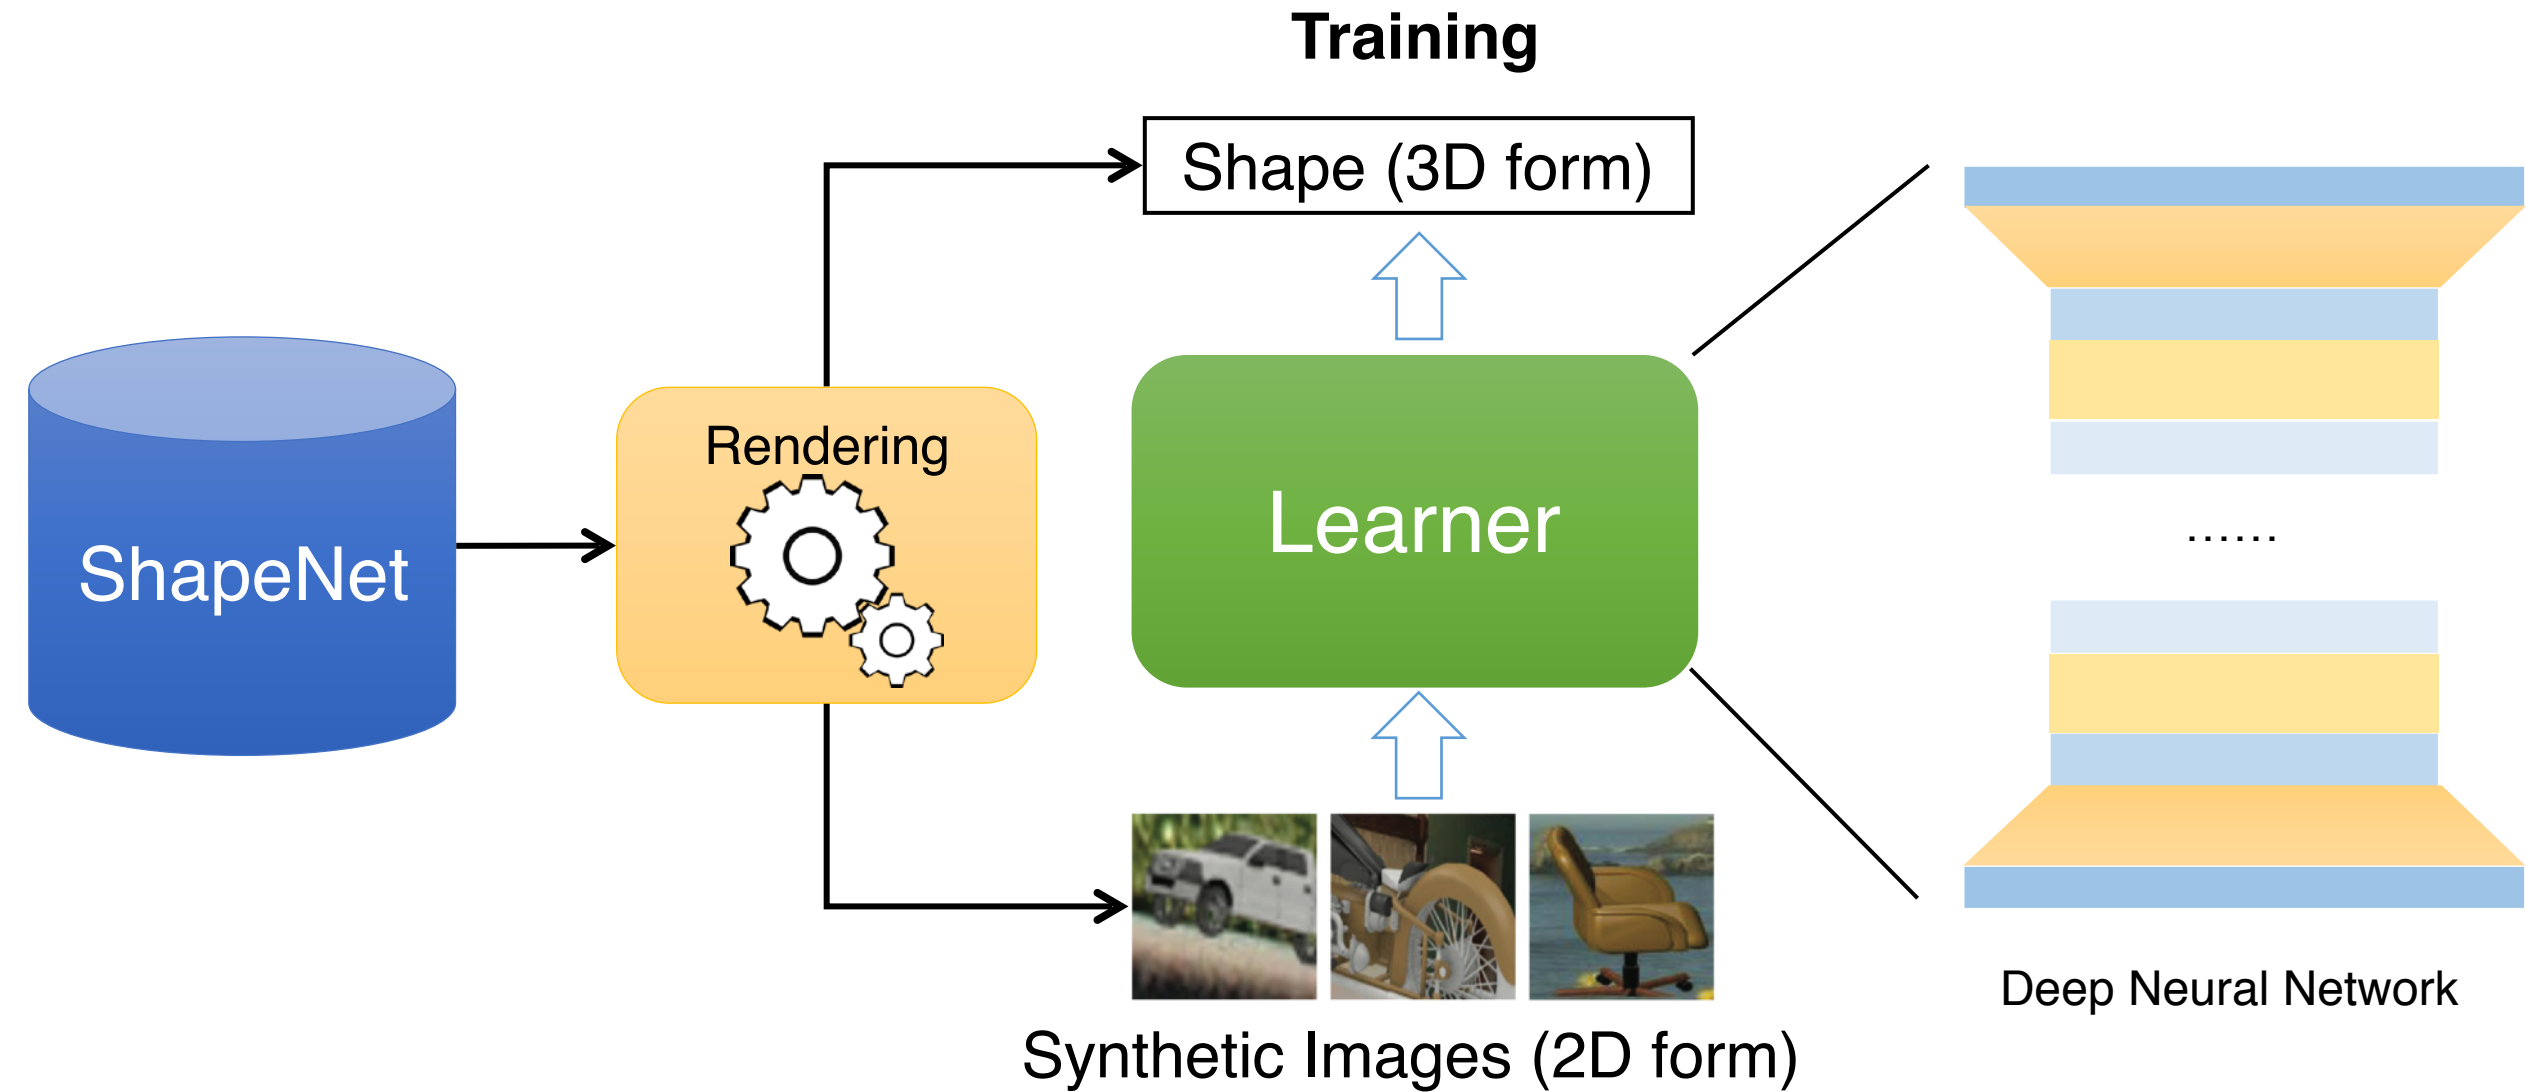 Training
Shape (3D form)
Rendering
Learner
ShapeNet
......
Deep Neural Network
Synthetic Images (2D form)